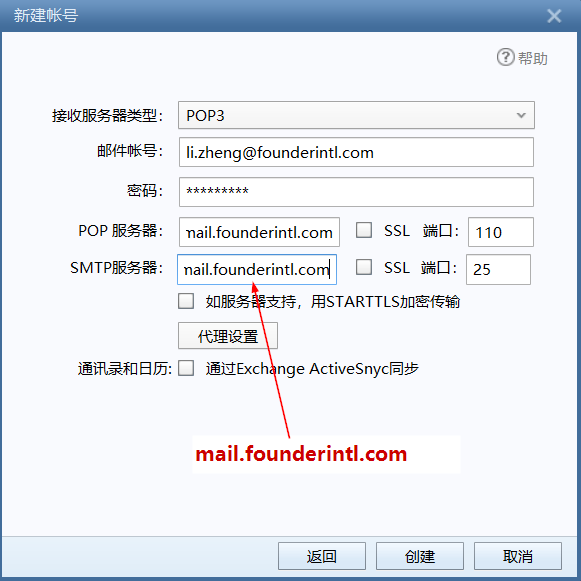 新建帐号
帮助
接收服务器类型： POP3
邮件帐号： li.zheng@founderintl.com
密码： *********
POP 服务器： mail.founderintl.com SSL 端口： 110
SMTP服务器： mail.founderintl.com SSL 端口： 25
如服务器支持，用STARTTLS加密传输
代理设置
通讯录和日历: 通过Exchange ActiveSnyc同步
mail.founderintl.com
返回 创建 取消